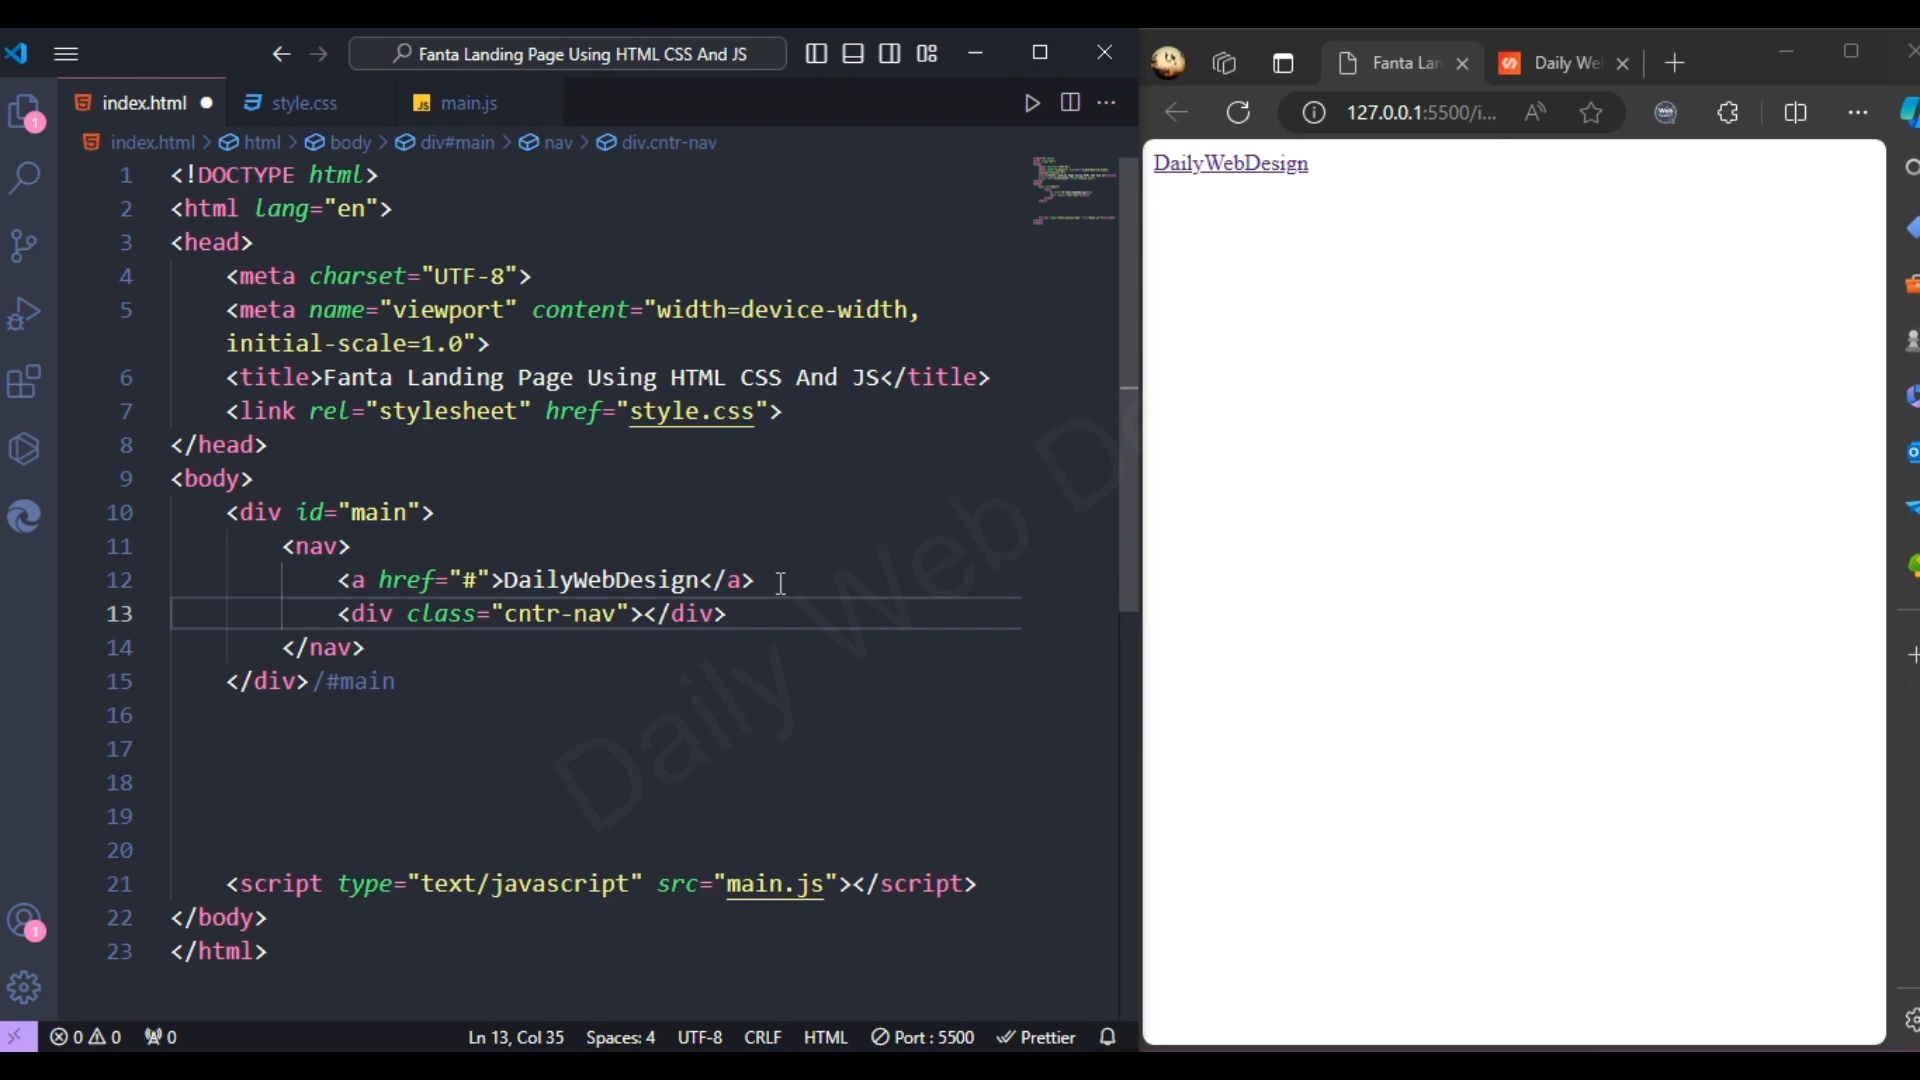 Fanta Landing Page Using HTML CSS And JS
Fanta Lan
Daily We
index.html
style.css
JS main.js
127.0.0.1:5500/i...
index.html > html > body > div#main > nav > div.cntr-nav
DailyWebDesign
1 <!DOCTYPE html>
2 <html lang="en">
3 <head>
4 <meta charset="UTF-8">
5 <meta name="viewport" content="width=device-width,
initial-scale=1.0">
6 <title>Fanta Landing Page Using HTML CSS And JS</title>
7 <link rel="stylesheet" href="style.css">
8 </head>
9 <body>
10 <div id="main">
11 <nav>
12 <a href="#">DailyWebDesign</a>
13 <div class="cntr-nav"></div>
14 </nav>
15 </div>/#main
16
17
18
19
20
21 <script type="text/javascript" src="main.js"></script>
22 </body>
23 </html>
Daily Web De
1
1
0 0 0
Ln 13, Col 35 Spaces: 4 UTF-8 CRLF HTML Port : 5500 Prettier